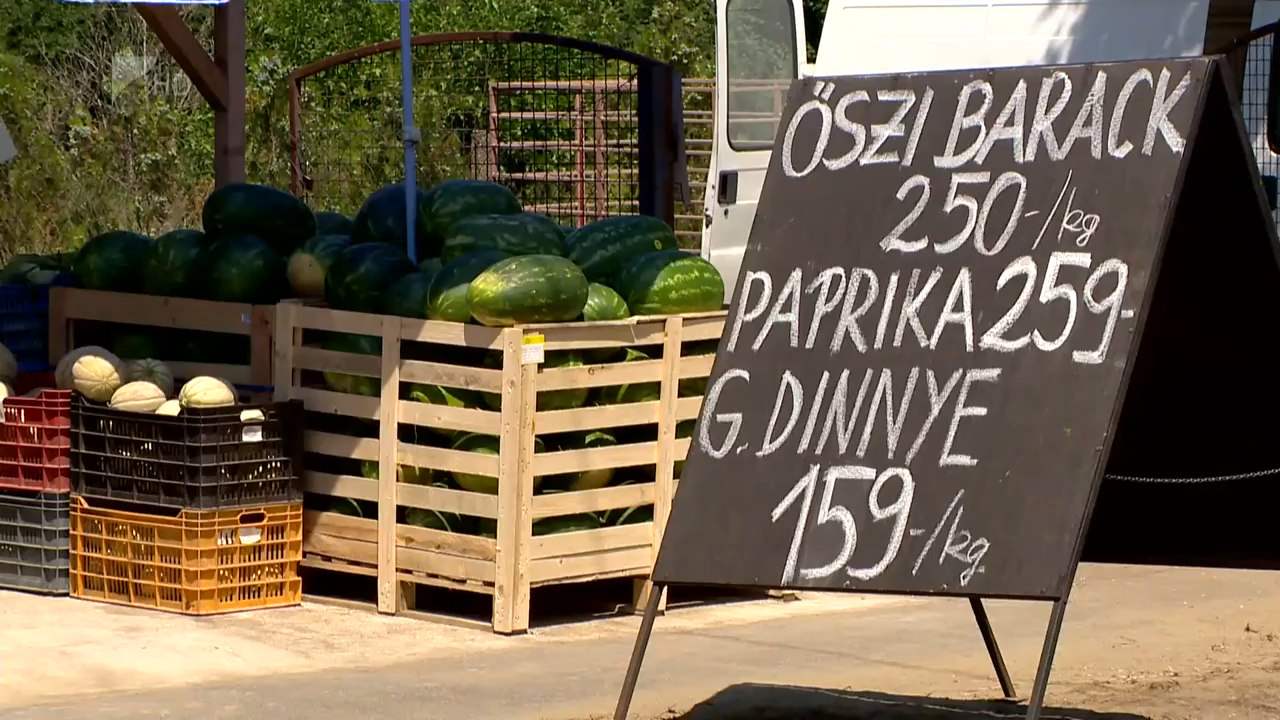 ŐSZI BARACK
250-/kg
PAPRIKA 259-
G. DINNYE
159-/kg